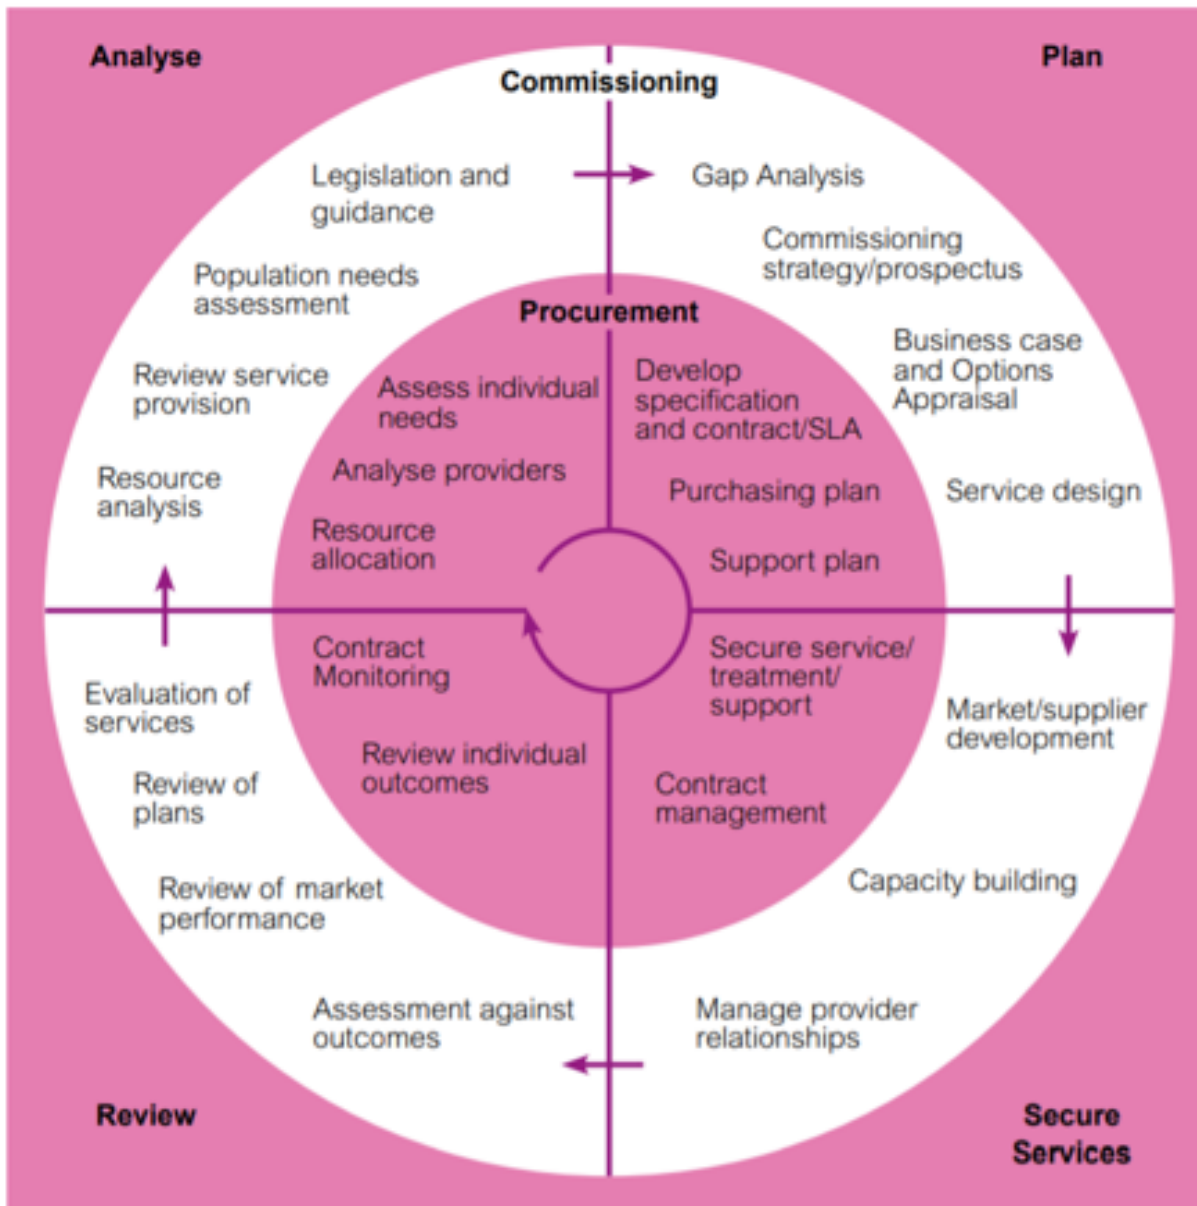 Analyse
Plan
Commissioning
Legislation and
guidance
Population needs
assessment
Review service
provision
Resource
analysis
Gap Analysis
Commissioning
strategy/prospectus
Business case
and Options
Appraisal
Service design
Procurement
Assess individual
needs
Analyse providers
Resource
allocation
Develop
specification
and contract/SLA
Purchasing plan
Support plan
Contract
Monitoring
Review individual
outcomes
Secure service/
treatment/
support
Contract
management
Evaluation of
services
Review of
plans
Review of market
performance
Assessment against
outcomes
Market/supplier
development
Capacity building
Manage provider
relationships
Review
Secure
Services